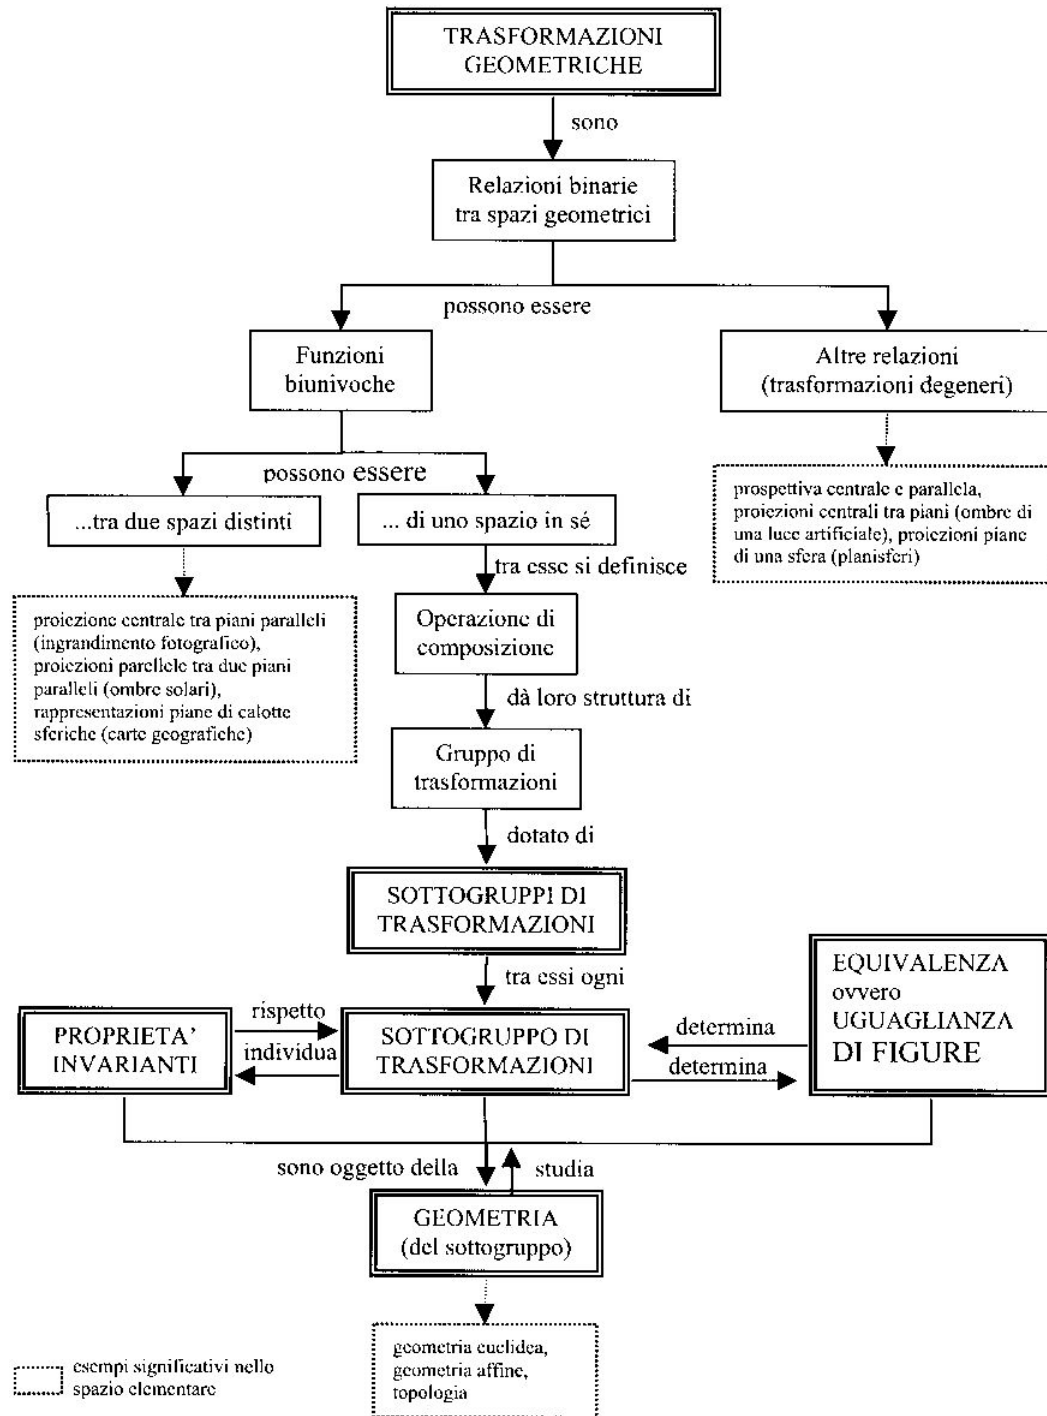 TRASFORMAZIONI
GEOMETRICHE
sono
Relazioni binarie
tra spazi geometrici
possono essere
Funzioni
biunivoche
Altre relazioni
(trasformazioni degeneri)
possono essere
...tra due spazi distinti
... di uno spazio in sé
prospettiva centrale e parallela,
proiezioni centrali tra piani (ombre di
una luce artificiale), proiezioni piane
di una sfera (planisferi)
tra esse si definisce
proiezione centrale tra piani paralleli
(ingrandimento fotografico),
proiezioni parellele tra due piani
paralleli (ombre solari),
rappresentazioni piane di calotte
sferiche (carte geografiche)
Operazione di
composizione
dà loro struttura di
Gruppo di
trasformazioni
dotato di
SOTTOGRUPPI DI
TRASFORMAZIONI
tra essi ogni
PROPRIETA'
INVARIANTI
rispetto
individua
SOTTOGRUPPO DI
TRASFORMAZIONI
determina
determina
EQUIVALENZA
ovvero
UGUAGLIANZA
DI FIGURE
sono oggetto della
studia
GEOMETRIA
(del sottogruppo)
geometria euclidea,
geometria affine,
topologia
esempi significativi nello
spazio elementare